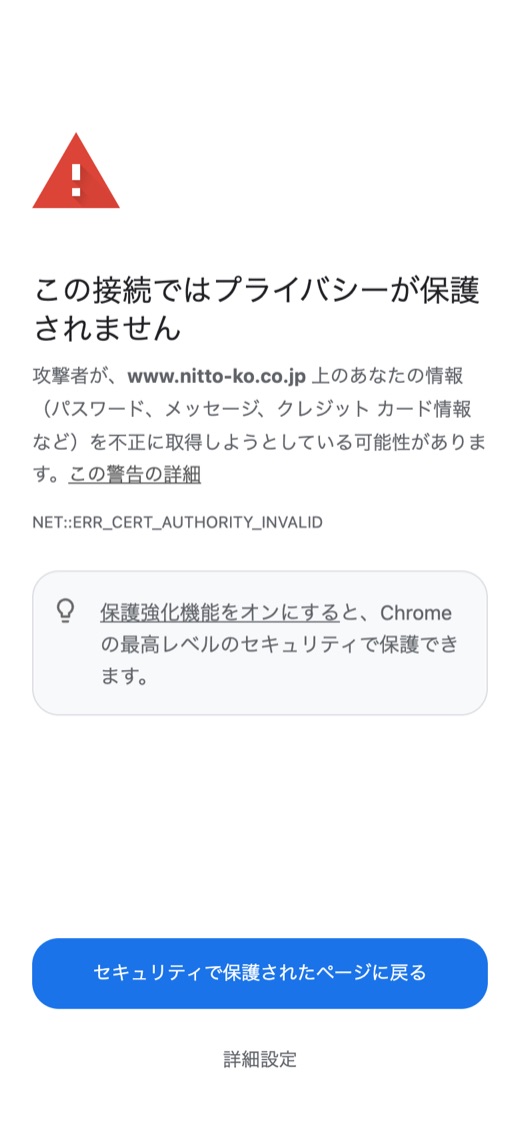 この接続ではプライバシーが保護
されません
攻撃者が、www.nitto-ko.co.jp 上のあなたの情報
（パスワード、メッセージ、クレジット カード情報
など）を不正に取得しようとしている可能性がありま
す。この警告の詳細
NET::ERR_CERT_AUTHORITY_INVALID
保護強化機能をオンにすると、Chrome
の最高レベルのセキュリティで保護でき
ます。
セキュリティで保護されたページに戻る
詳細設定